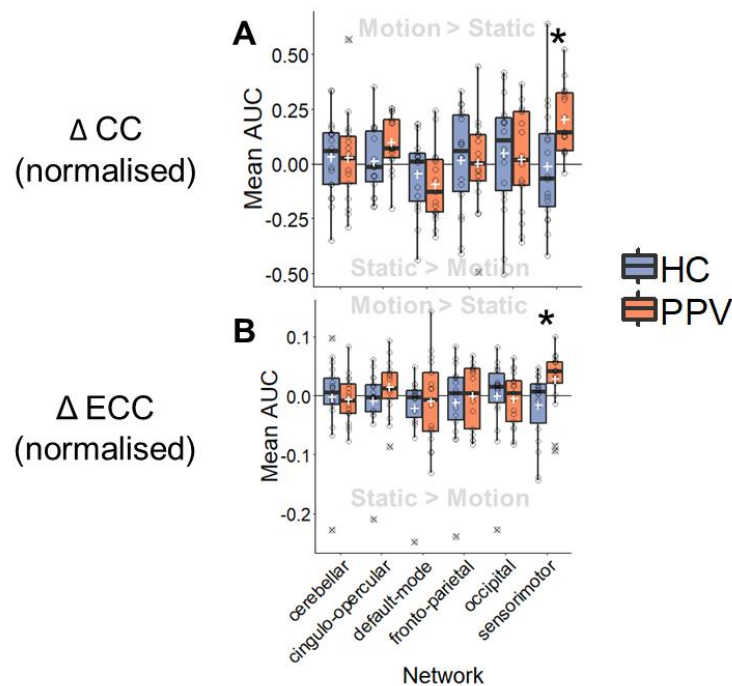 A
Motion > Static
*
0.50
0.25
0.00
-0.25
-0.50
Mean AUC
Δ CC
(normalised)
Static > Motion
HC
PPV
B
Motion > Static
*
0.1
0.0
-0.1
-0.2
Mean AUC
Δ ECC
(normalised)
Static > Motion
cerebellar
cingulo-opercular
default-mode
fronto-parietal
occipital
sensorimotor
Network